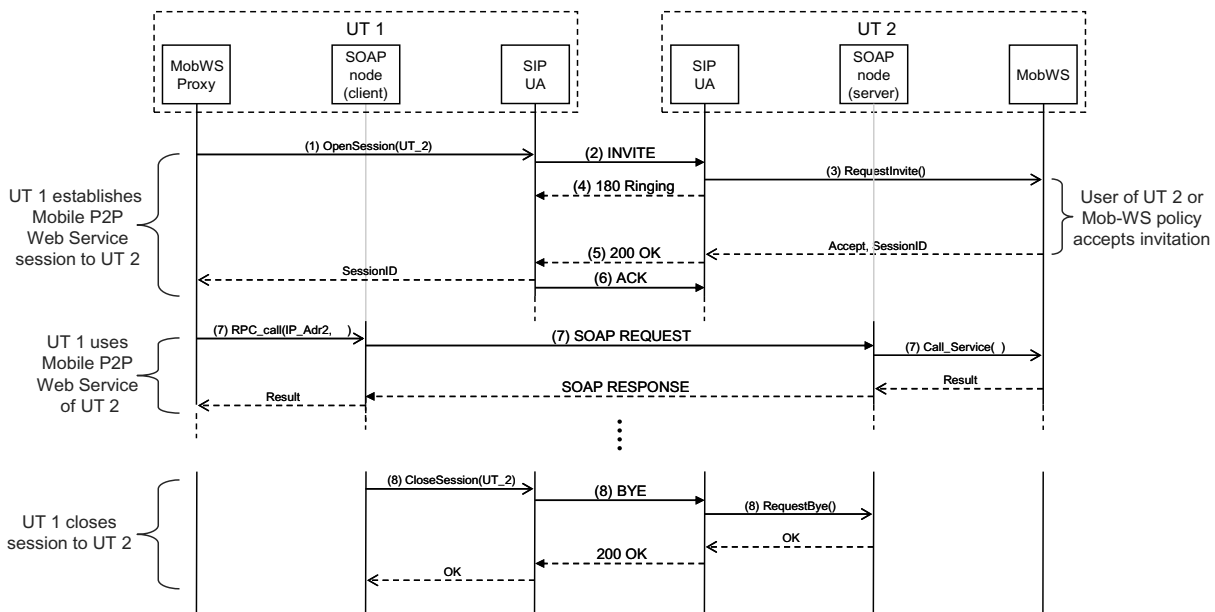 UT 1
UT 2
MobWS
Proxy
SOAP
node
(client)
SIP
UA
SIP
UA
SOAP
node
(server)
MobWS
(1) OpenSession(UT_2)
(2) INVITE
(3) RequestInvite()
(4) 180 Ringing
UT 1 establishes
Mobile P2P
Web Service
session to UT 2
User of UT 2 or
Mob-WS policy
accepts invitation
Accept, SessionID
(5) 200 OK
SessionID
(6) ACK
(7) RPC_call(IP_Adr2, )
(7) SOAP REQUEST
(7) Call_Service( )
UT 1 uses
Mobile P2P
Web Service
of UT 2
Result
SOAP RESPONSE
Result
(8) CloseSession(UT_2)
(8) BYE
(8) RequestBye()
UT 1 closes
session to UT 2
OK
200 OK
OK